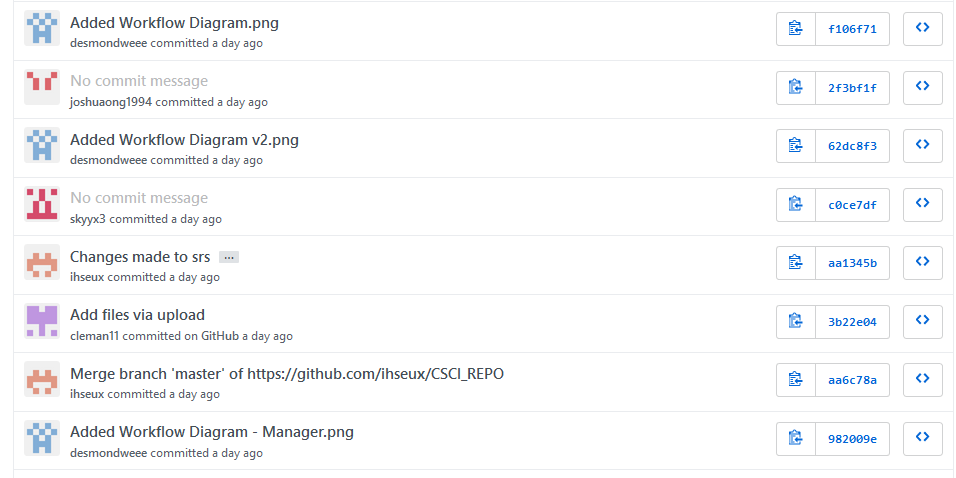 Added Workflow Diagram.png
desmondweee committed a day ago
f106f71
No commit message
joshuaong1994 committed a day ago
2f3bf1f
Added Workflow Diagram v2.png
desmondweee committed a day ago
62dc8f3
No commit message
skyyx3 committed a day ago
c0ce7df
Changes made to srs ...
ihseux committed a day ago
aa1345b
Add files via upload
cleman11 committed on GitHub a day ago
3b22e04
Merge branch 'master' of https://github.com/ihseux/CSCI_REPO
ihseux committed a day ago
aa6c78a
Added Workflow Diagram - Manager.png
desmondweee committed a day ago
982009e